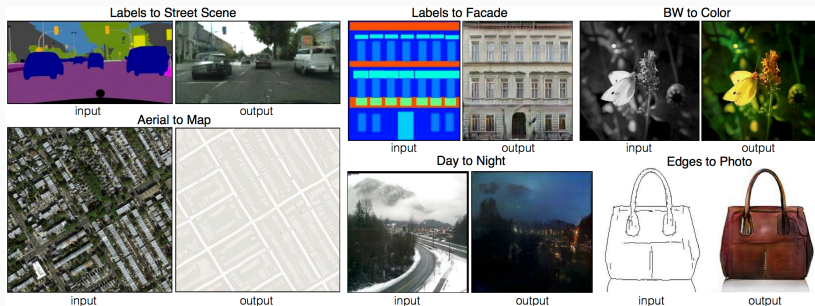 Labels to Street Scene
input
output
Aerial to Map
input
output
Labels to Facade
input
output
BW to Color
input
output
Day to Night
input
output
Edges to Photo
input
output